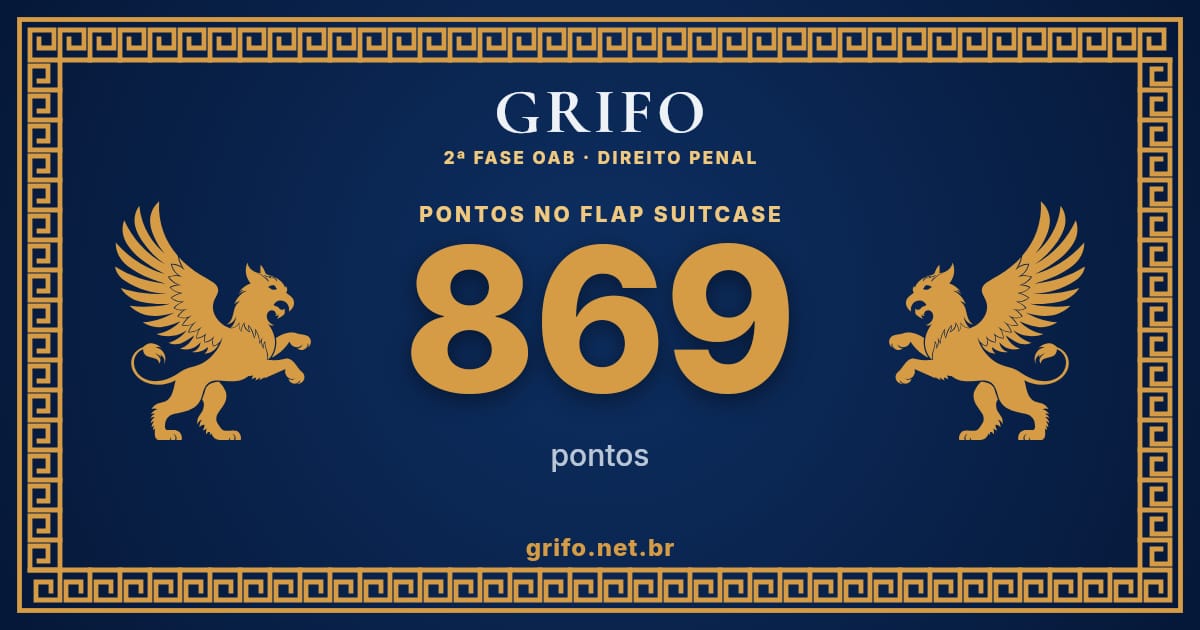 GRIFO
2ª FASE OAB · DIREITO PENAL
PONTOS NO FLAP SUITCASE
869
pontos
grifo.net.br